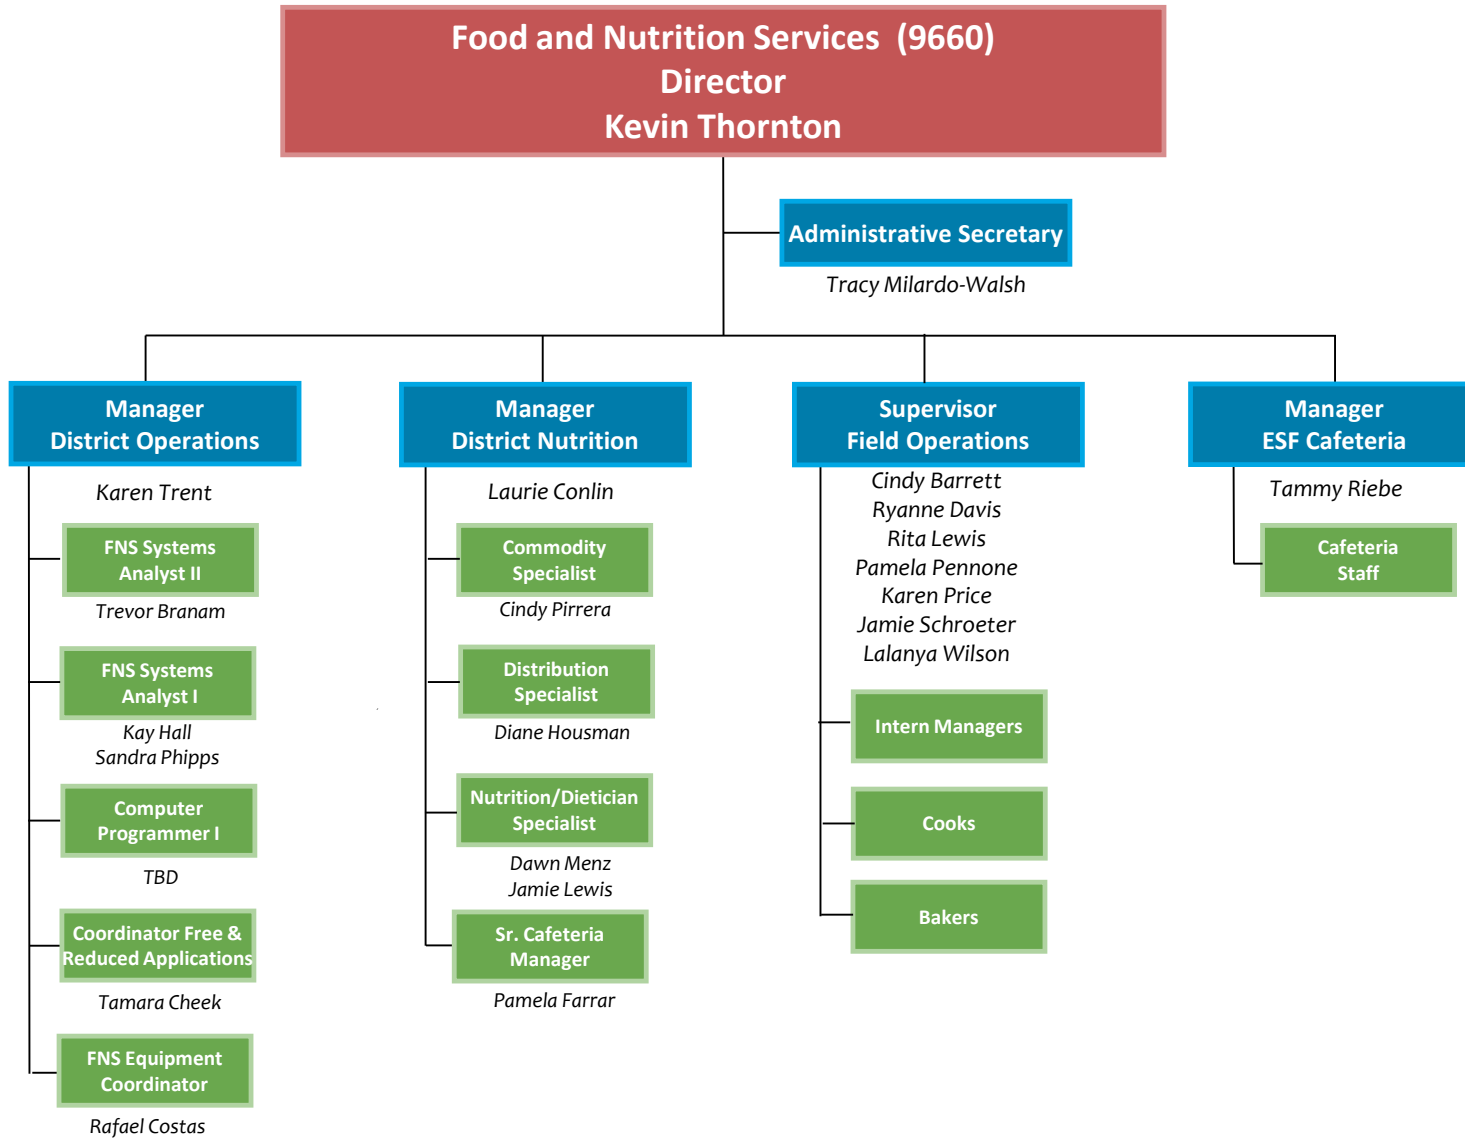 Food and Nutrition Services (9660)
Director
Kevin Thornton
Administrative Secretary
Tracy Milardo-Walsh
Manager
District Operations
Karen Trent
FNS Systems
Analyst II
Trevor Branam
FNS Systems
Analyst I
Kay Hall
Sandra Phipps
Computer
Programmer I
TBD
Coordinator Free &
Reduced Applications
Tamara Cheek
FNS Equipment
Coordinator
Rafael Costas
Manager
District Nutrition
Laurie Conlin
Commodity
Specialist
Cindy Pirrera
Distribution
Specialist
Diane Housman
Nutrition/Dietician
Specialist
Dawn Menz
Jamie Lewis
Sr. Cafeteria
Manager
Pamela Farrar
Supervisor
Field Operations
Cindy Barrett
Ryanne Davis
Rita Lewis
Pamela Pennone
Karen Price
Jamie Schroeter
Lalanya Wilson
Intern Managers
Cooks
Bakers
Manager
ESF Cafeteria
Tammy Riebe
Cafeteria
Staff